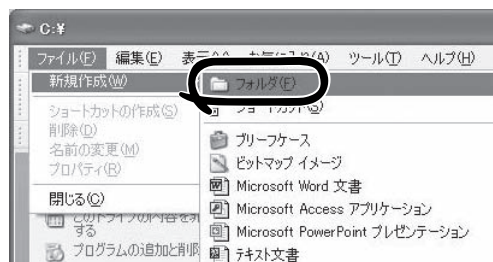 C:¥
ファイル(F) 編集(E) ツール(T) ヘルプ(H)
新規作成(W)
フォルダ(F)
ショートカットの作成(S)
削除(D)
名前の変更(M)
プロパティ(R)
閉じる(C)
ブリーフケース
ビットマップ イメージ
Microsoft Word 文書
Microsoft Access アプリケーション
Microsoft PowerPoint プレゼンテーション
テキスト文書
する
プログラムの追加と削除